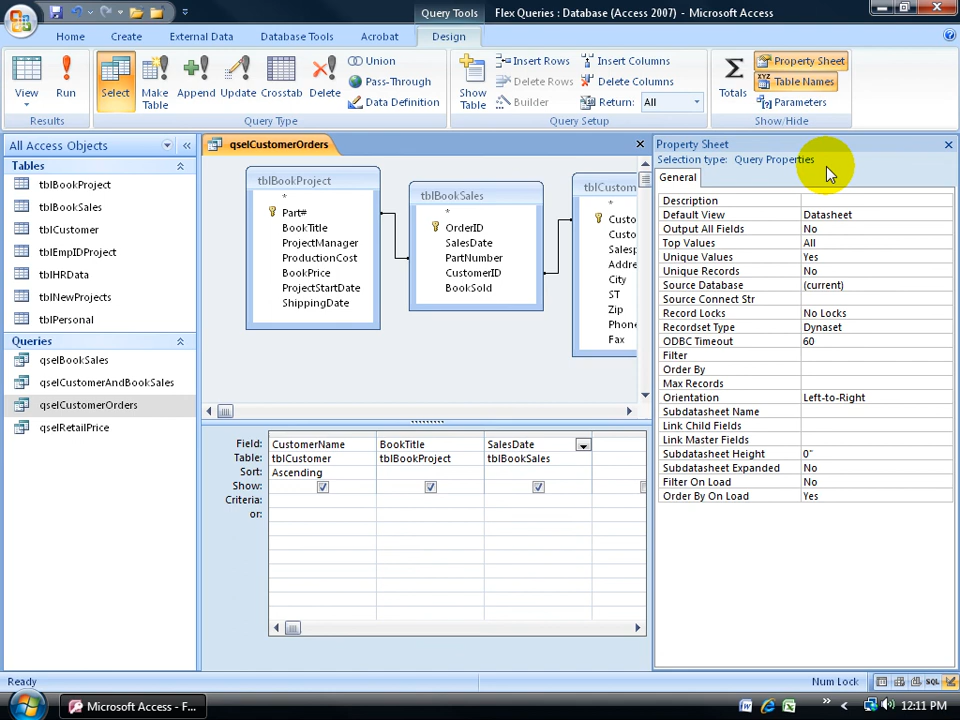 Query Tools
Flex Queries : Database (Access 2007) - Microsoft Access
Home
Create
External Data
Database Tools
Acrobat
Design
View
Run
Results
Select
Make Table
Append
Update
Crosstab
Delete
Union
Pass-Through
Data Definition
Query Type
Show Table
Insert Rows
Delete Rows
Builder
Insert Columns
Delete Columns
Return: All
Query Setup
Totals
Property Sheet
Table Names
Parameters
Show/Hide
All Access Objects
Tables
tblBookProject
tblBookSales
tblCustomer
tblEmpIDProject
tblHRData
tblNewProjects
tblPersonal
Queries
qselBookSales
qselCustomerAndBookSales
qselCustomerOrders
qselRetailPrice
qselCustomerOrders
tblBookProject
*
Part#
BookTitle
ProjectManager
ProductionCost
BookPrice
ProjectStartDate
ShippingDate
tblBookSales
*
OrderID
SalesDate
PartNumber
CustomerID
BookSold
tblCustom
*
Custo
Custo
Salesp
Addre
City
ST
Zip
Phon
Fax
Field: CustomerName BookTitle SalesDate
Table: tblCustomer tblBookProject tblBookSales
Sort: Ascending
Show:
Criteria:
or:
Property Sheet
Selection type: Query Properties
General
Description
Default View Datasheet
Output All Fields No
Top Values All
Unique Values Yes
Unique Records No
Source Database (current)
Source Connect Str
Record Locks No Locks
Recordset Type Dynaset
ODBC Timeout 60
Filter
Order By
Max Records
Orientation Left-to-Right
Subdatasheet Name
Link Child Fields
Link Master Fields
Subdatasheet Height 0"
Subdatasheet Expanded No
Filter On Load No
Order By On Load Yes
Ready
Num Lock
SQL
Microsoft Access - F...
12:11 PM